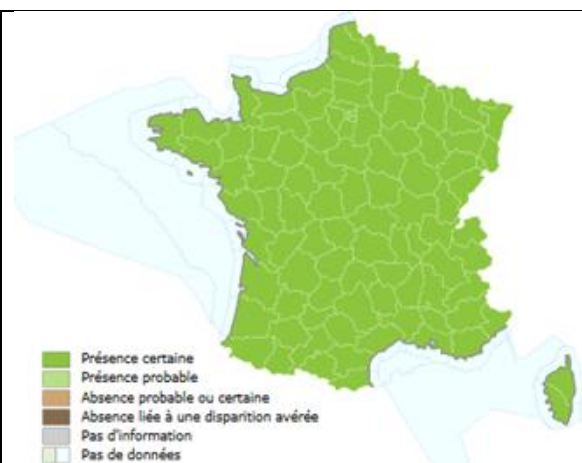 Présence certaine
Présence probable
Absence probable ou certaine
Absence liée à une disparition avérée
Pas d'information
Pas de données